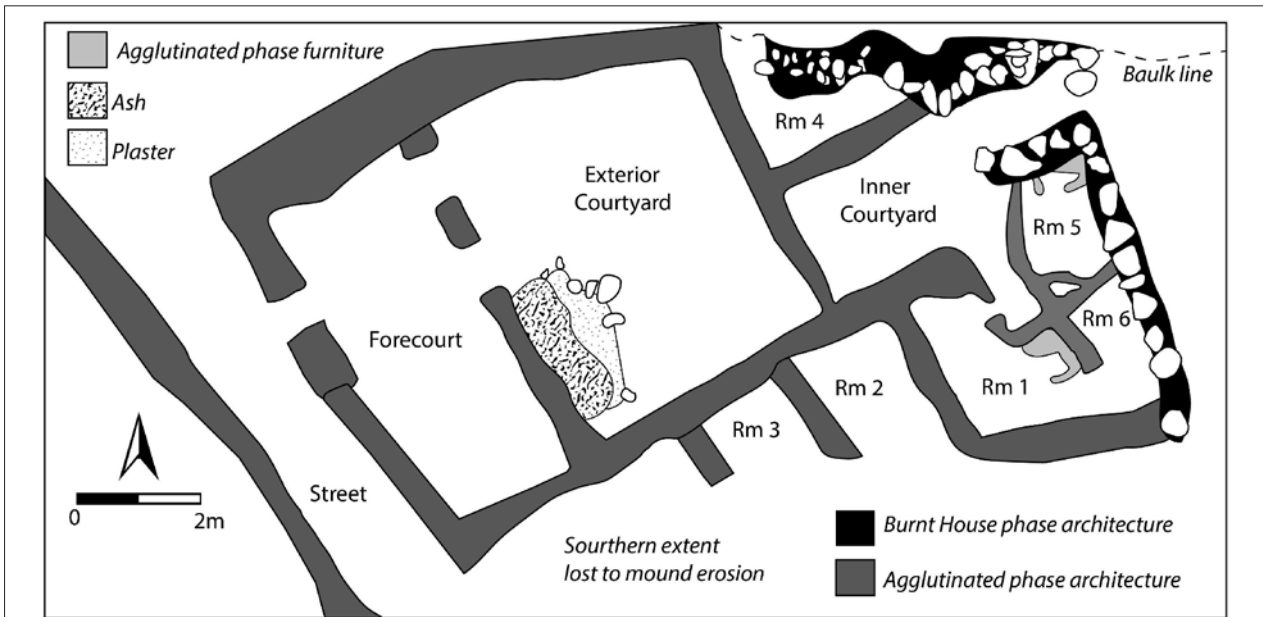 Agglutinated phase furniture
Ash
Plaster
Baulk line
Rm 4
Exterior
Courtyard
Inner
Courtyard
Rm 5
Rm 6
Forecourt
Rm 1
Rm 2
Rm 3
Street
0
2m
Sourthern extent
lost to mound erosion
Burnt House phase architecture
Agglutinated phase architecture